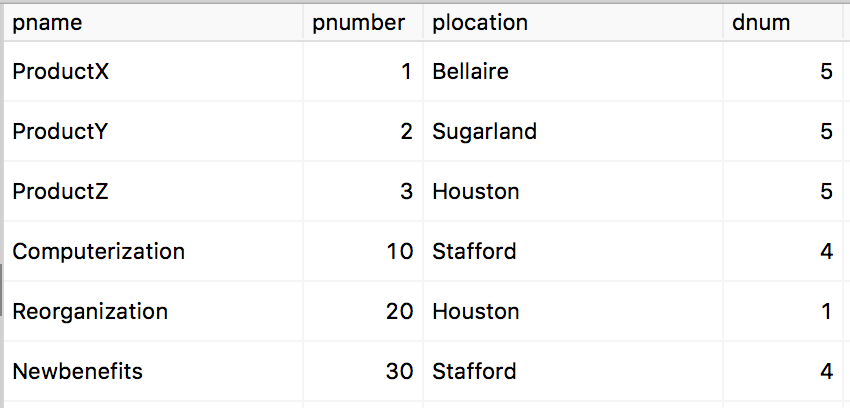 pname pnumber plocation dnum
ProductX 1 Bellaire 5
ProductY 2 Sugarland 5
ProductZ 3 Houston 5
Computerization 10 Stafford 4
Reorganization 20 Houston 1
Newbenefits 30 Stafford 4